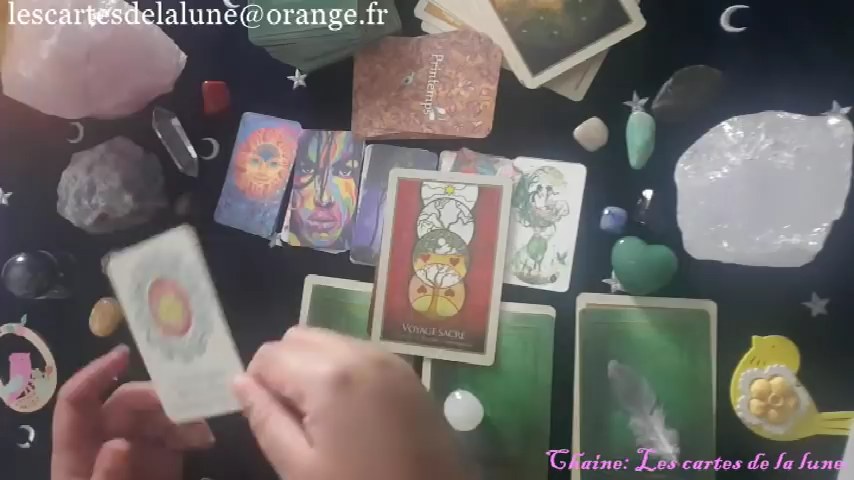 lescartesdelalune@orange.fr
Printemps
VOYAGE SACRÉ
Chaine: Les cartes de la lune